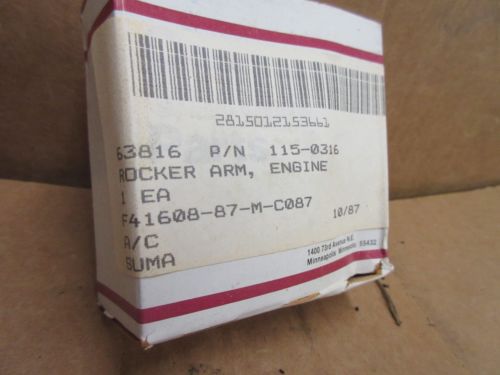 2815012153661
63816 P/N 115-0316
ROCKER ARM, ENGINE
1 EA
F41608-87-M-C087 10/87
A/C
SUMA
1400 73rd Avenue N.E.
Minneapolis, Minnesota 55432